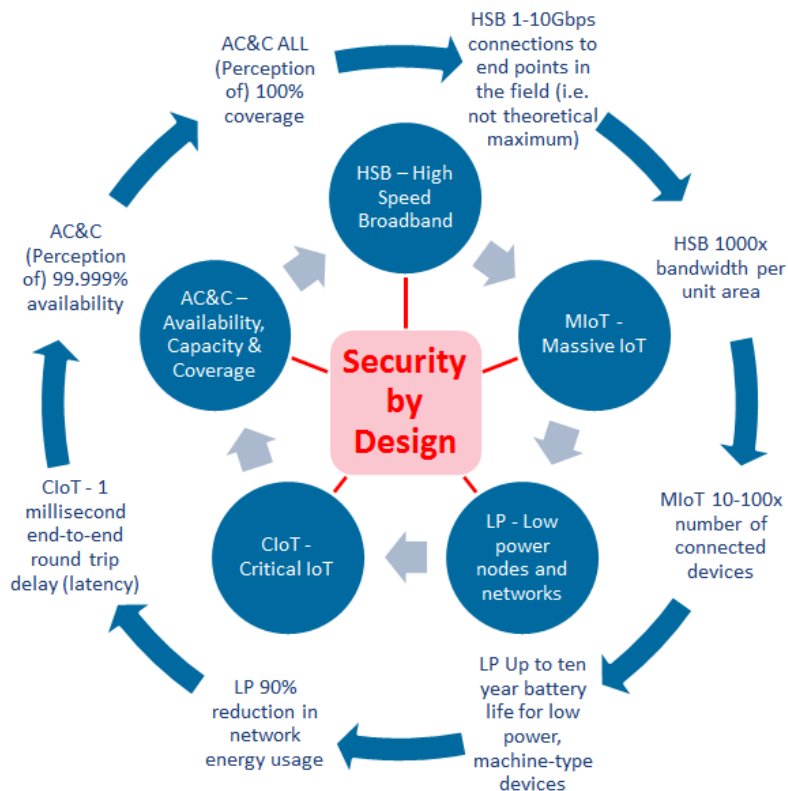 AC&C ALL
(Perception
of) 100%
coverage
HSB 1-10Gbps
connections to
end points in
the field (i.e.
not theoretical
maximum)
HSB 1000x
bandwidth per
unit area
MIoT 10-100x
number of
connected
devices
LP Up to ten
year battery
life for low
power,
machine-type
devices
LP 90%
reduction in
network
energy usage
CIoT - 1
millisecond
end-to-end
round trip
delay (latency)
AC&C
(Perception
of) 99.999%
availability
HSB – High
Speed
Broadband
MIoT -
Massive IoT
LP - Low
power
nodes and
networks
CIoT -
Critical IoT
AC&C –
Availability,
Capacity &
Coverage
Security
by
Design